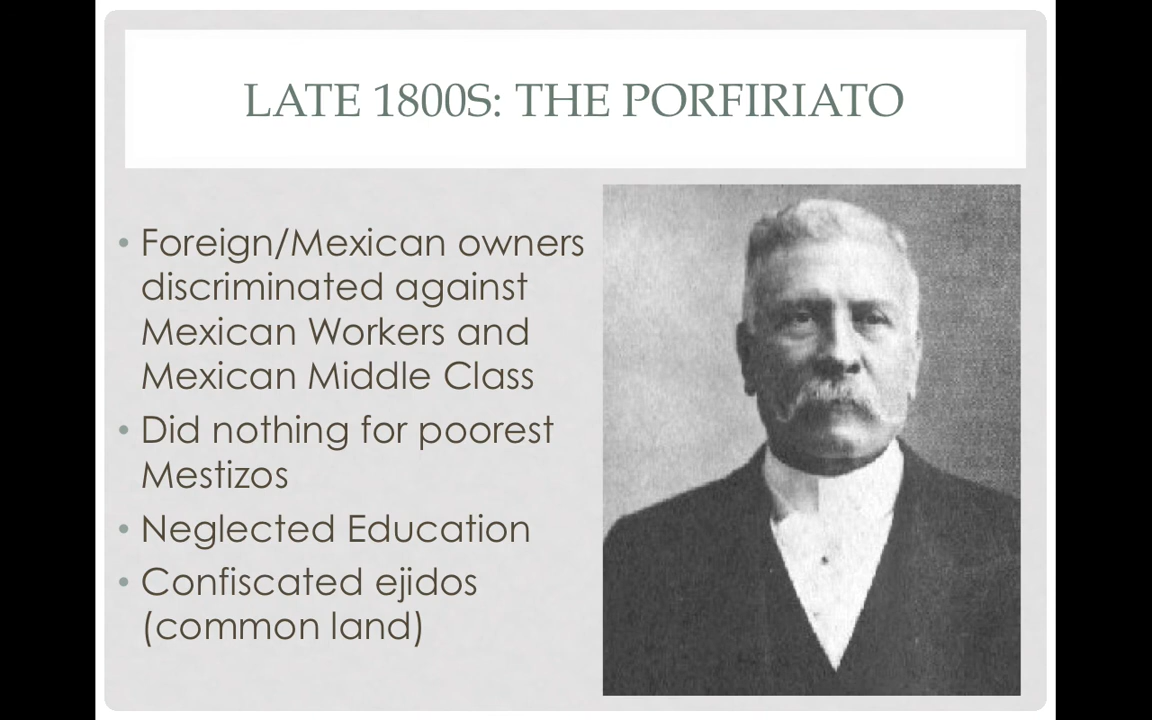 LATE 1800S: THE PORFIRIATO
• Foreign/Mexican owners
discriminated against
Mexican Workers and
Mexican Middle Class
• Did nothing for poorest
Mestizos
• Neglected Education
• Confiscated ejidos
(common land)